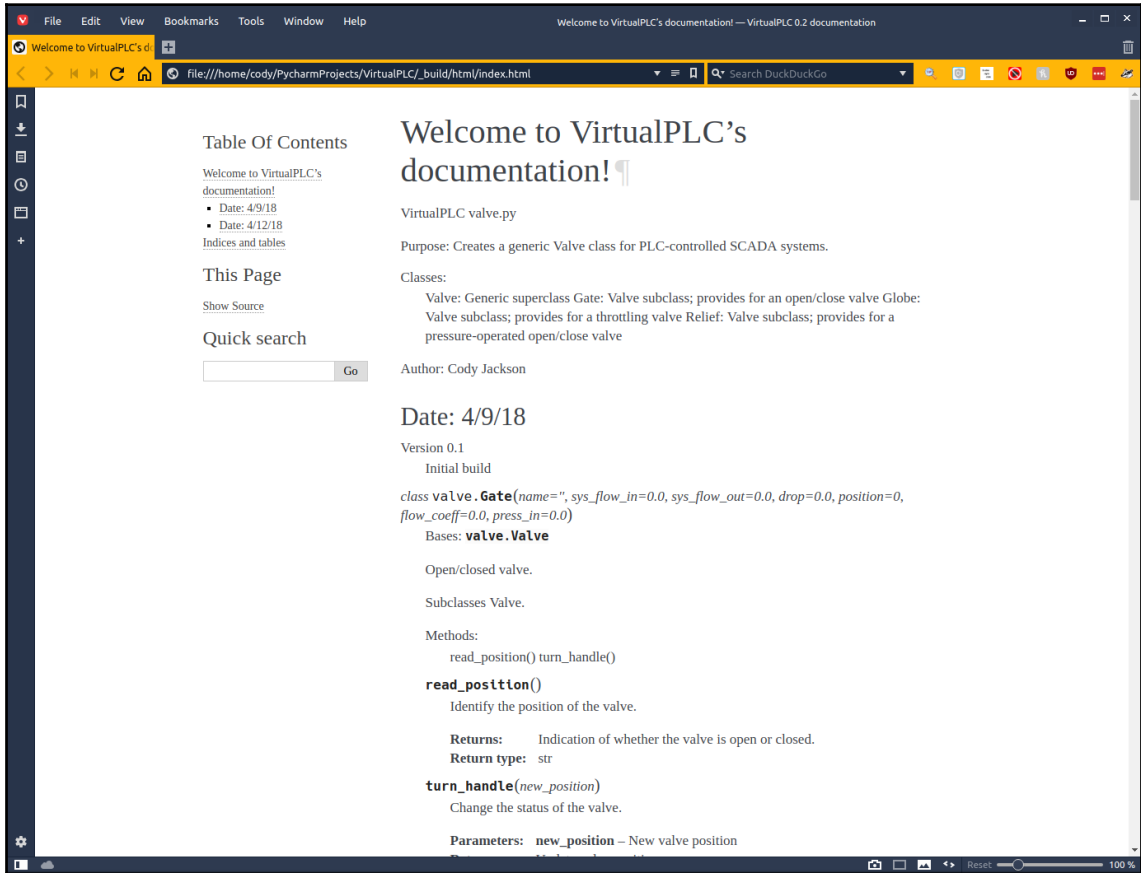 File Edit View Bookmarks Tools Window Help
Welcome to VirtualPLC's documentation! — VirtualPLC 0.2 documentation
Welcome to VirtualPLC's do
file:///home/cody/PycharmProjects/VirtualPLC/_build/html/index.html
Search DuckDuckGo
Table Of Contents
Welcome to VirtualPLC's
documentation!
Date: 4/9/18
Date: 4/12/18
Indices and tables
This Page
Show Source
Quick search
Go
Welcome to VirtualPLC's
documentation!¶
VirtualPLC valve.py
Purpose: Creates a generic Valve class for PLC-controlled SCADA systems.
Classes:
Valve: Generic superclass Gate: Valve subclass; provides for an open/close valve Globe:
Valve subclass; provides for a throttling valve Relief: Valve subclass; provides for a
pressure-operated open/close valve
Author: Cody Jackson
Date: 4/9/18
Version 0.1
Initial build
class valve.Gate(name='', sys_flow_in=0.0, sys_flow_out=0.0, drop=0.0, position=0,
flow_coeff=0.0, press_in=0.0)
Bases: valve.Valve
Open/closed valve.
Subclasses Valve.
Methods:
read_position() turn_handle()
read_position()
Identify the position of the valve.
Returns: Indication of whether the valve is open or closed.
Return type: str
turn_handle(new_position)
Change the status of the valve.
Parameters: new_position – New valve position
Reset
100 %